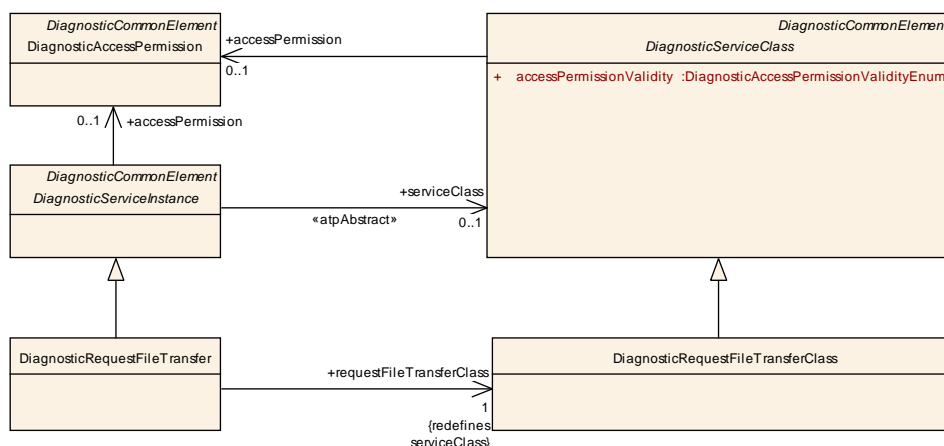 DiagnosticCommonElement
DiagnosticAccessPermission
DiagnosticCommonElemen
DiagnosticServiceClass
+accessPermission
0..1
+ accessPermissionValidity :DiagnosticAccessPermissionValidityEnum
0..1
+accessPermission
DiagnosticCommonElement
DiagnosticServiceInstance
+serviceClass
«atpAbstract»
0..1
DiagnosticRequestFileTransfer
DiagnosticRequestFileTransferClass
+requestFileTransferClass
1
{redefines
serviceClass}